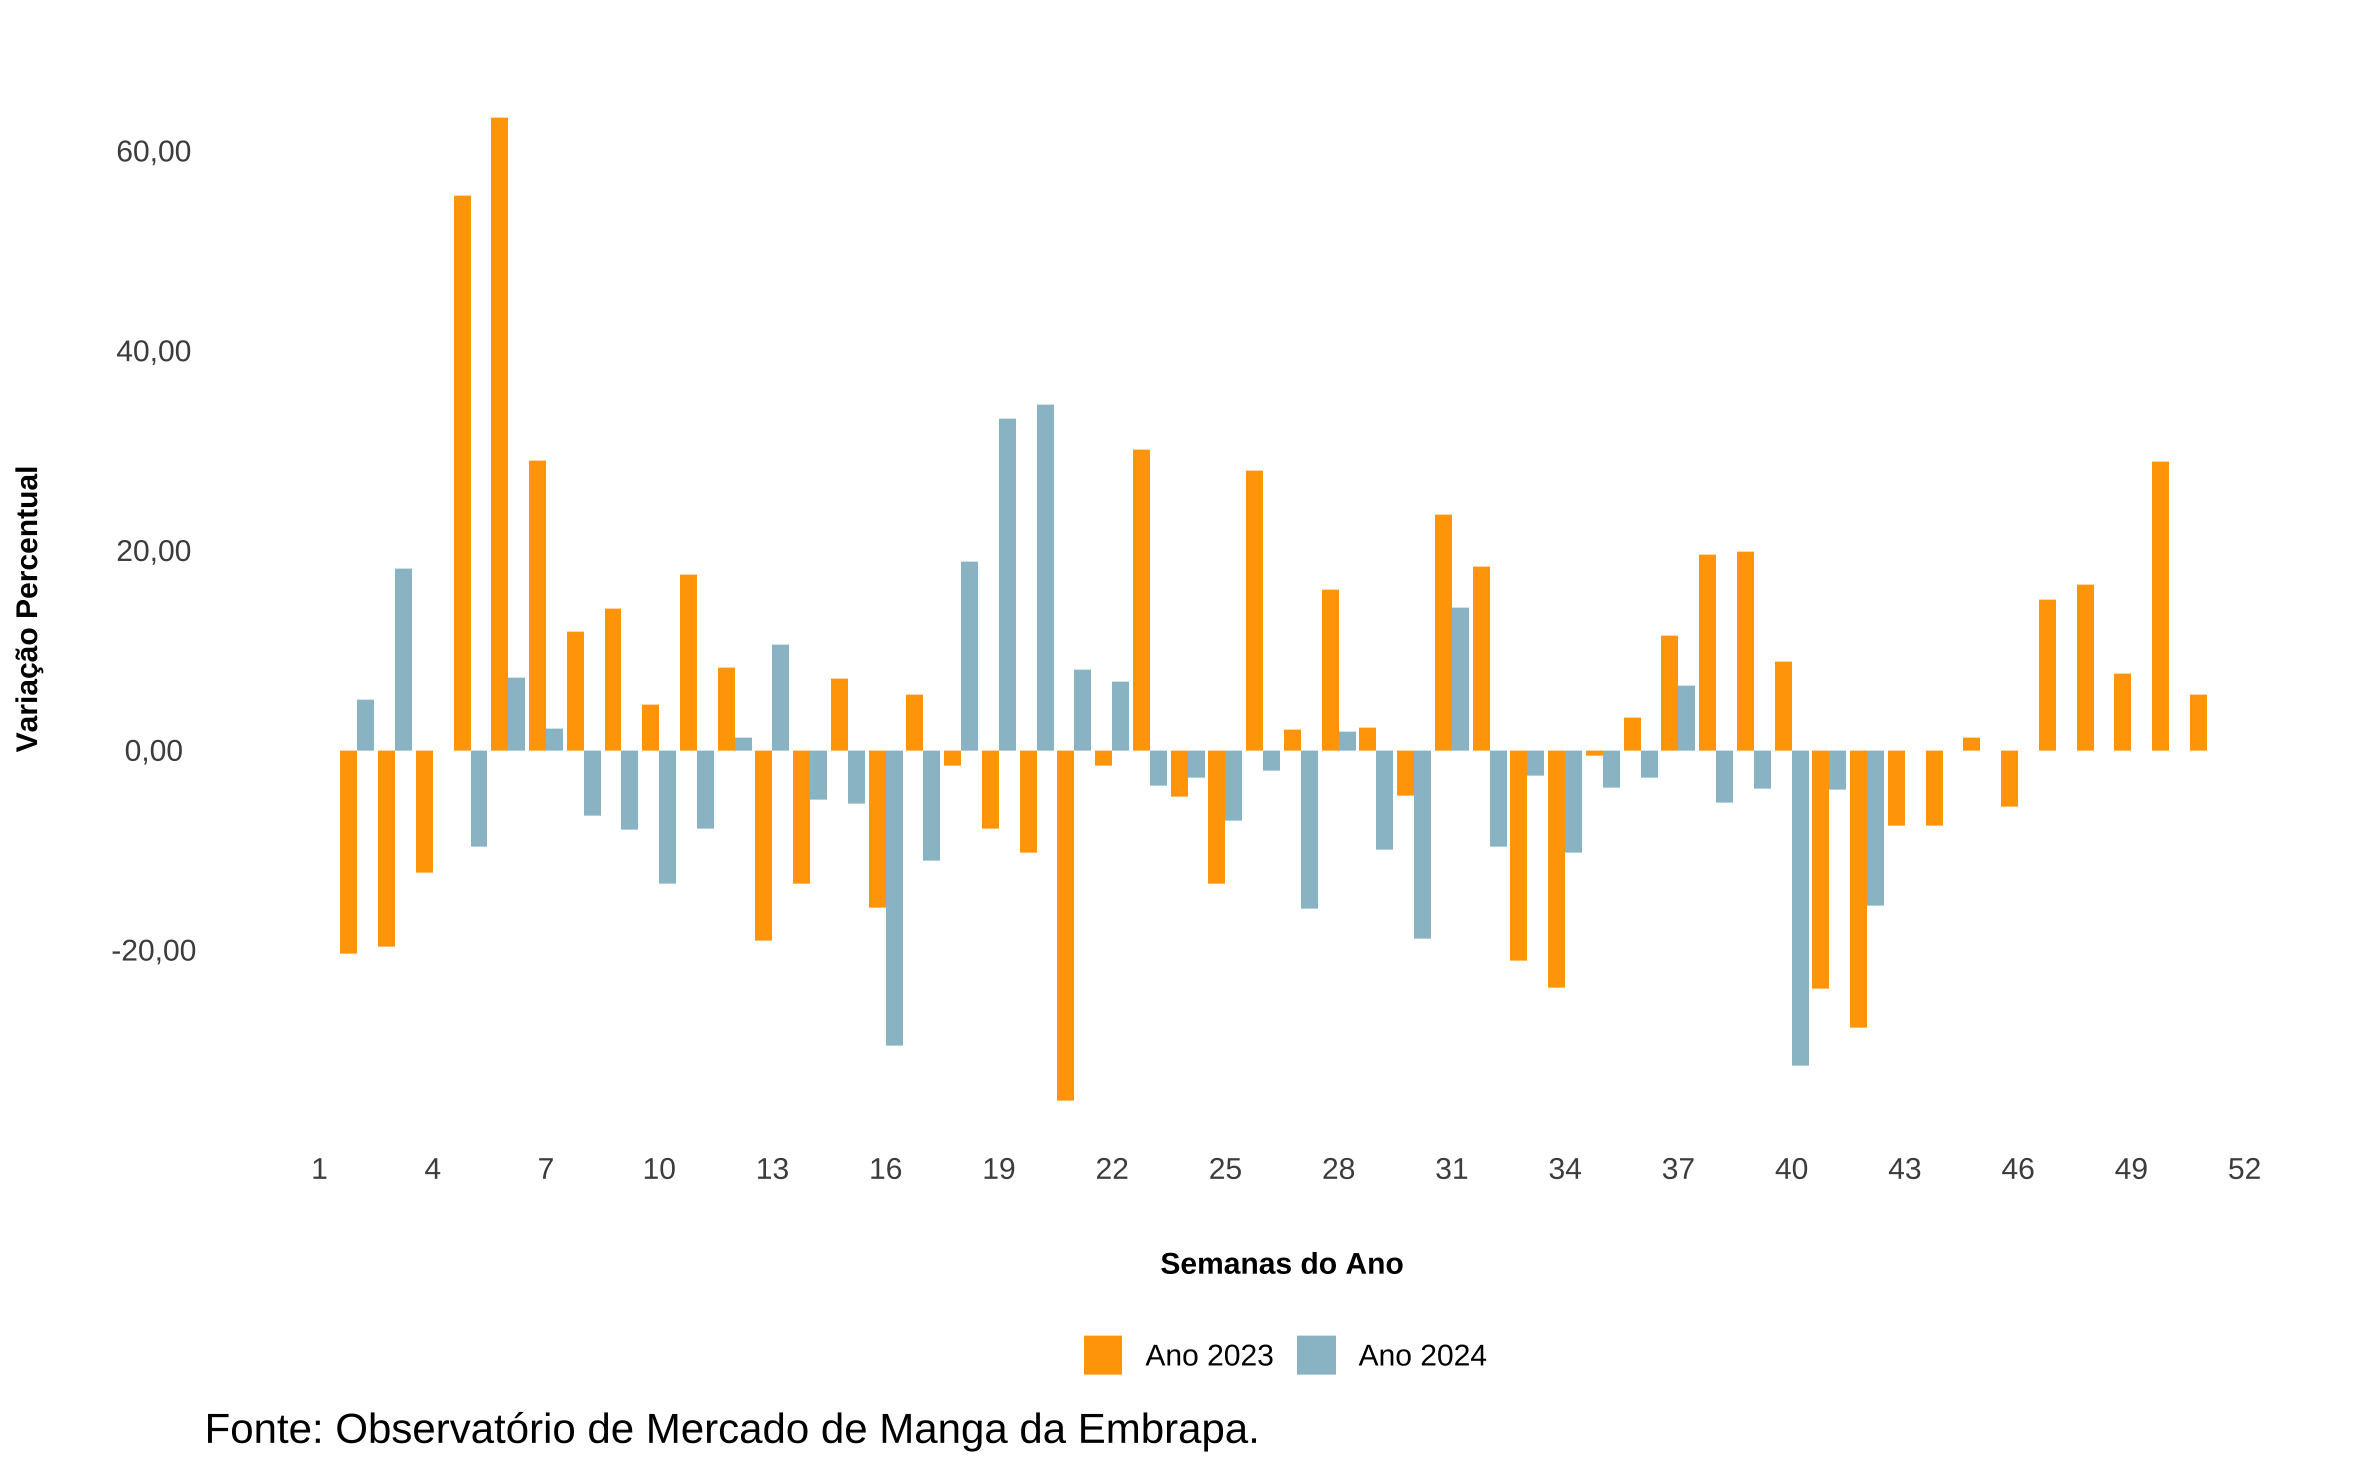 60,00
40,00
20,00
0,00
-20,00
Variação Percentual
1 4 7 10 13 16 19 22 25 28 31 34 37 40 43 46 49 52
Semanas do Ano
Ano 2023 Ano 2024
Fonte: Observatório de Mercado de Manga da Embrapa.